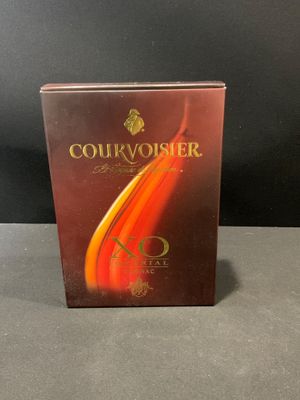 COURVOISIER
XO
IMPERIAL
COGNAC